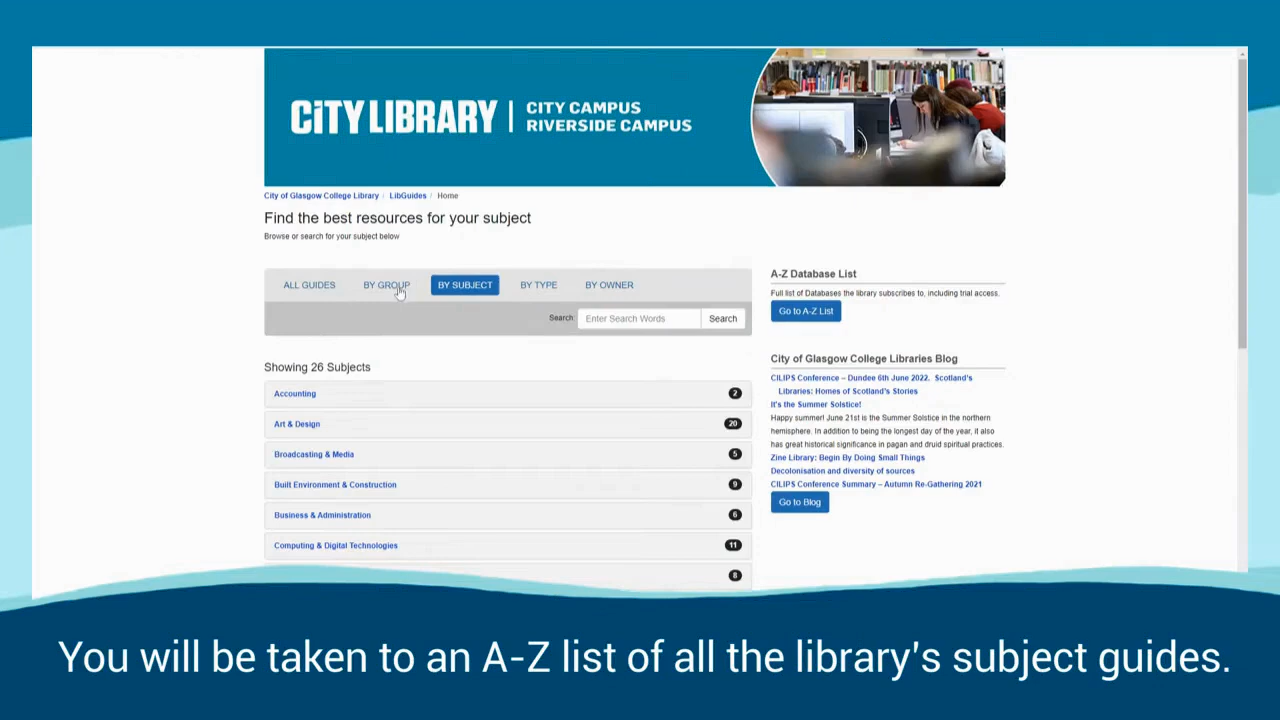 CiTY LIBRARY | CITY CAMPUS
RIVERSIDE CAMPUS
City of Glasgow College Library / LibGuides / Home
Find the best resources for your subject
Browse or search for your subject below
ALL GUIDES BY GROUP BY SUBJECT BY TYPE BY OWNER
Search Enter Search Words Search
Showing 26 Subjects
Accounting 2
Art & Design 20
Broadcasting & Media 5
Built Environment & Construction 9
Business & Administration 6
Computing & Digital Technologies 11
8
A-Z Database List
Full list of Databases the library subscribes to, including trial access.
Go to A-Z List
City of Glasgow College Libraries Blog
CILIPS Conference – Dundee 6th June 2022. Scotland's
Libraries: Homes of Scotland's Stories
It's the Summer Solstice!
Happy summer! June 21st is the Summer Solstice in the northern
hemisphere. In addition to being the longest day of the year, it also
has great historical significance in pagan and druid spiritual practices.
Zine Library: Begin By Doing Small Things
Decolonisation and diversity of sources
CILIPS Conference Summary – Autumn Re-Gathering 2021
Go to Blog
You will be taken to an A-Z list of all the library's subject guides.